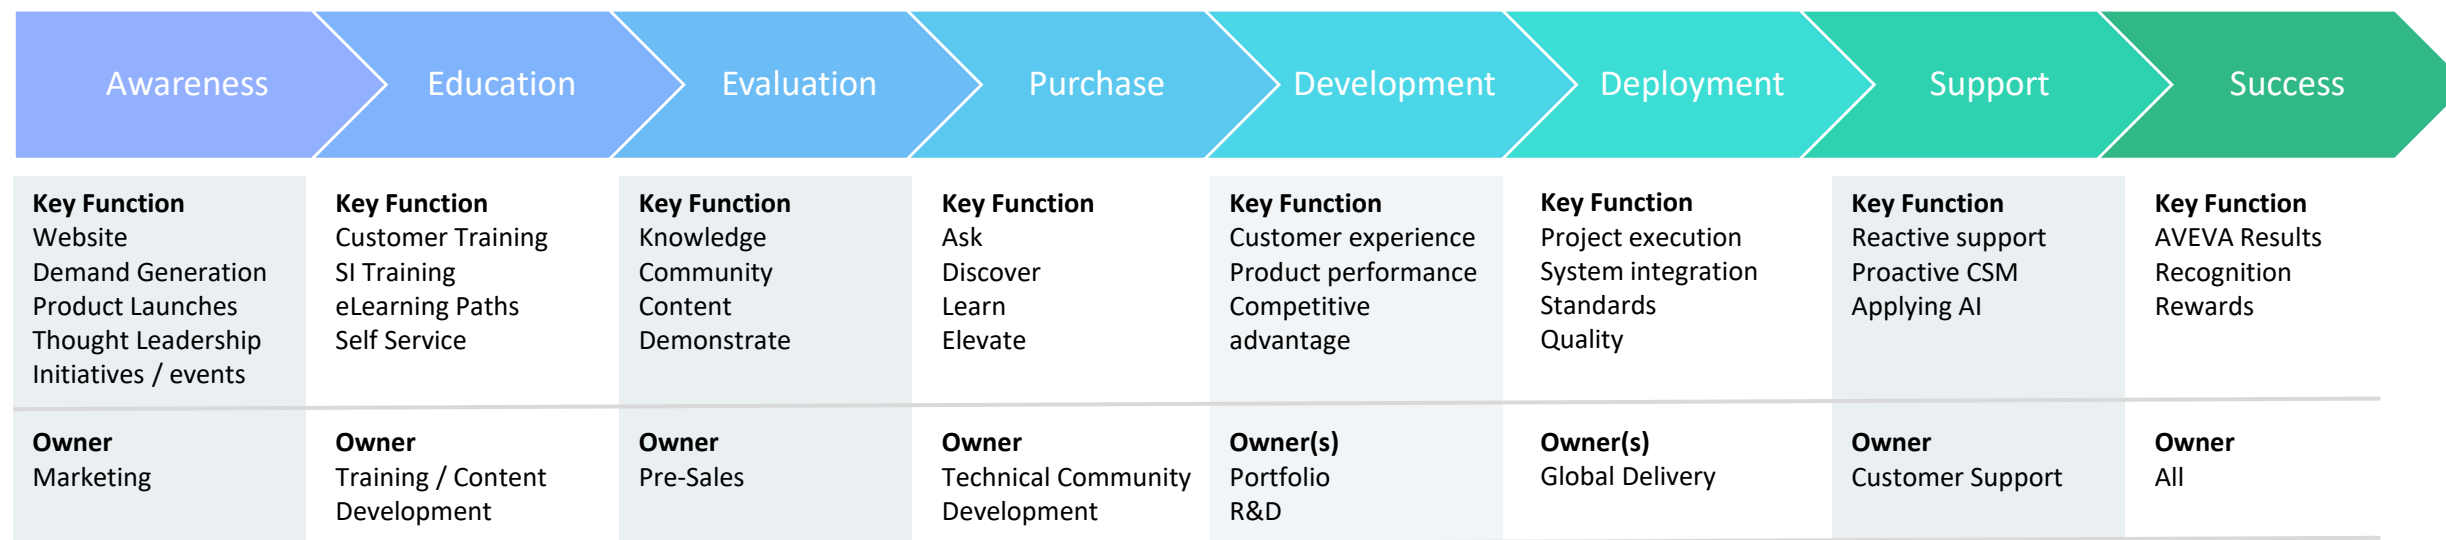 Awareness
Education
Evaluation
Purchase
Development
Deployment
Support
Success
Key Function
Website
Demand Generation
Product Launches
Thought Leadership
Initiatives / events
Key Function
Customer Training
SI Training
eLearning Paths
Self Service
Key Function
Knowledge
Community
Content
Demonstrate
Key Function
Ask
Discover
Learn
Elevate
Key Function
Customer experience
Product performance
Competitive
advantage
Key Function
Project execution
System integration
Standards
Quality
Key Function
Reactive support
Proactive CSM
Applying AI
Key Function
AVEVA Results
Recognition
Rewards
Owner
Marketing
Owner
Training / Content
Development
Owner
Pre-Sales
Owner
Technical Community
Development
Owner(s)
Portfolio
R&D
Owner(s)
Global Delivery
Owner
Customer Support
Owner
All